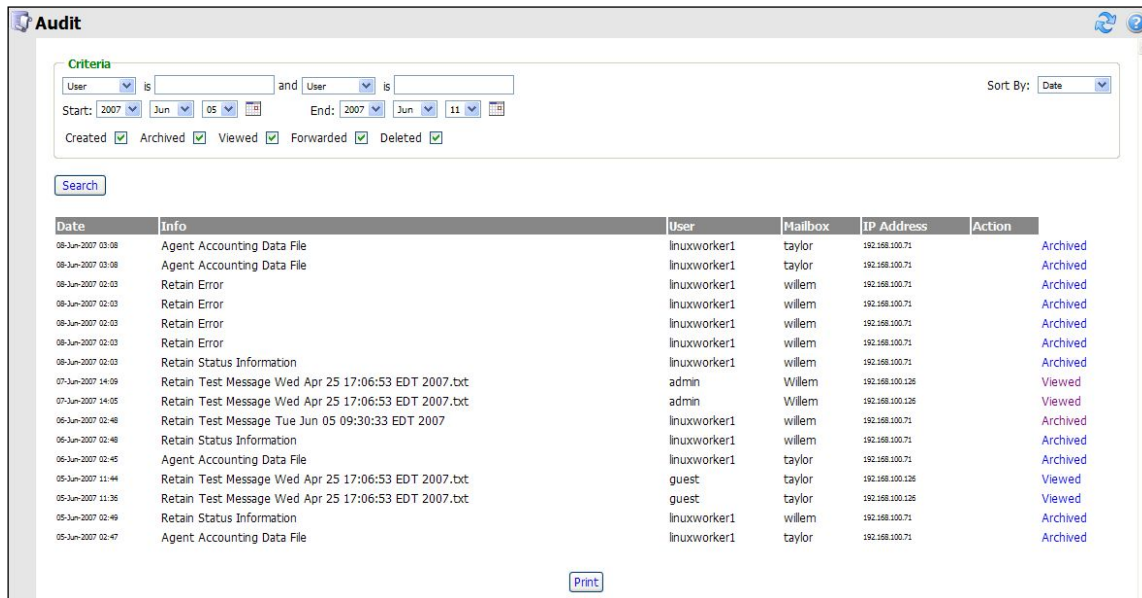 Audit
Criteria
User is and User is Sort By: Date
Start: 2007 Jun 05 End: 2007 Jun 11
Created Archived Viewed Forwarded Deleted
Search
Date Info User Mailbox IP Address Action
08-Jun-2007 03:08 Agent Accounting Data File linuxworker1 taylor 192.168.100.71 Archived
08-Jun-2007 03:08 Agent Accounting Data File linuxworker1 taylor 192.168.100.71 Archived
08-Jun-2007 02:03 Retain Error linuxworker1 willem 192.168.100.71 Archived
08-Jun-2007 02:03 Retain Error linuxworker1 willem 192.168.100.71 Archived
08-Jun-2007 02:03 Retain Error linuxworker1 willem 192.168.100.71 Archived
08-Jun-2007 02:03 Retain Error linuxworker1 willem 192.168.100.71 Archived
08-Jun-2007 02:03 Retain Status Information linuxworker1 willem 192.168.100.71 Archived
07-Jun-2007 14:09 Retain Test Message Wed Apr 25 17:06:53 EDT 2007.txt admin Willem 192.168.100.126 Viewed
07-Jun-2007 14:05 Retain Test Message Wed Apr 25 17:06:53 EDT 2007.txt admin Willem 192.168.100.126 Viewed
06-Jun-2007 02:48 Retain Test Message Tue Jun 05 09:30:33 EDT 2007 linuxworker1 willem 192.168.100.71 Archived
06-Jun-2007 02:48 Retain Status Information linuxworker1 willem 192.168.100.71 Archived
06-Jun-2007 02:45 Agent Accounting Data File linuxworker1 taylor 192.168.100.71 Archived
05-Jun-2007 11:44 Retain Test Message Wed Apr 25 17:06:53 EDT 2007.txt guest taylor 192.168.100.126 Viewed
05-Jun-2007 11:36 Retain Test Message Wed Apr 25 17:06:53 EDT 2007.txt guest taylor 192.168.100.126 Viewed
05-Jun-2007 02:49 Retain Status Information linuxworker1 willem 192.168.100.71 Archived
05-Jun-2007 02:47 Agent Accounting Data File linuxworker1 taylor 192.168.100.71 Archived
Print